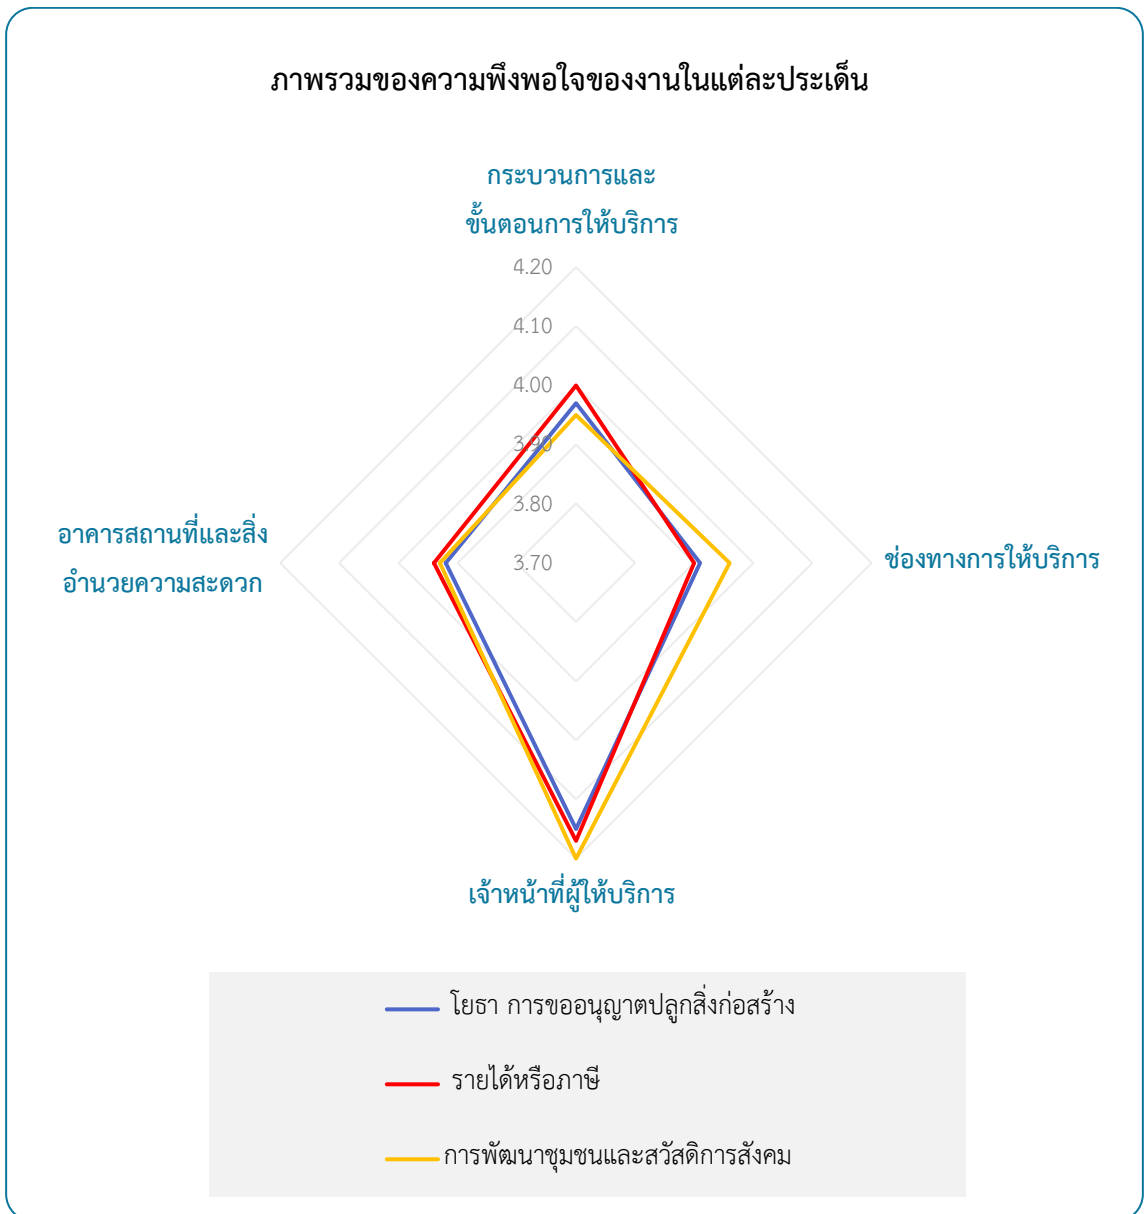 ภาพรวมของความพึงพอใจของงานในแต่ละประเด็น
กระบวนการและ
ขั้นตอนการให้บริการ
4.20
4.10
4.00
3.90
3.80
3.70
อาคารสถานที่และสิ่ง
อำนวยความสะดวก
ช่องทางการให้บริการ
เจ้าหน้าที่ผู้ให้บริการ
โยธา การขออนุญาตปลูกสิ่งก่อสร้าง
รายได้หรือภาษี
การพัฒนาชุมชนและสวัสดิการสังคม